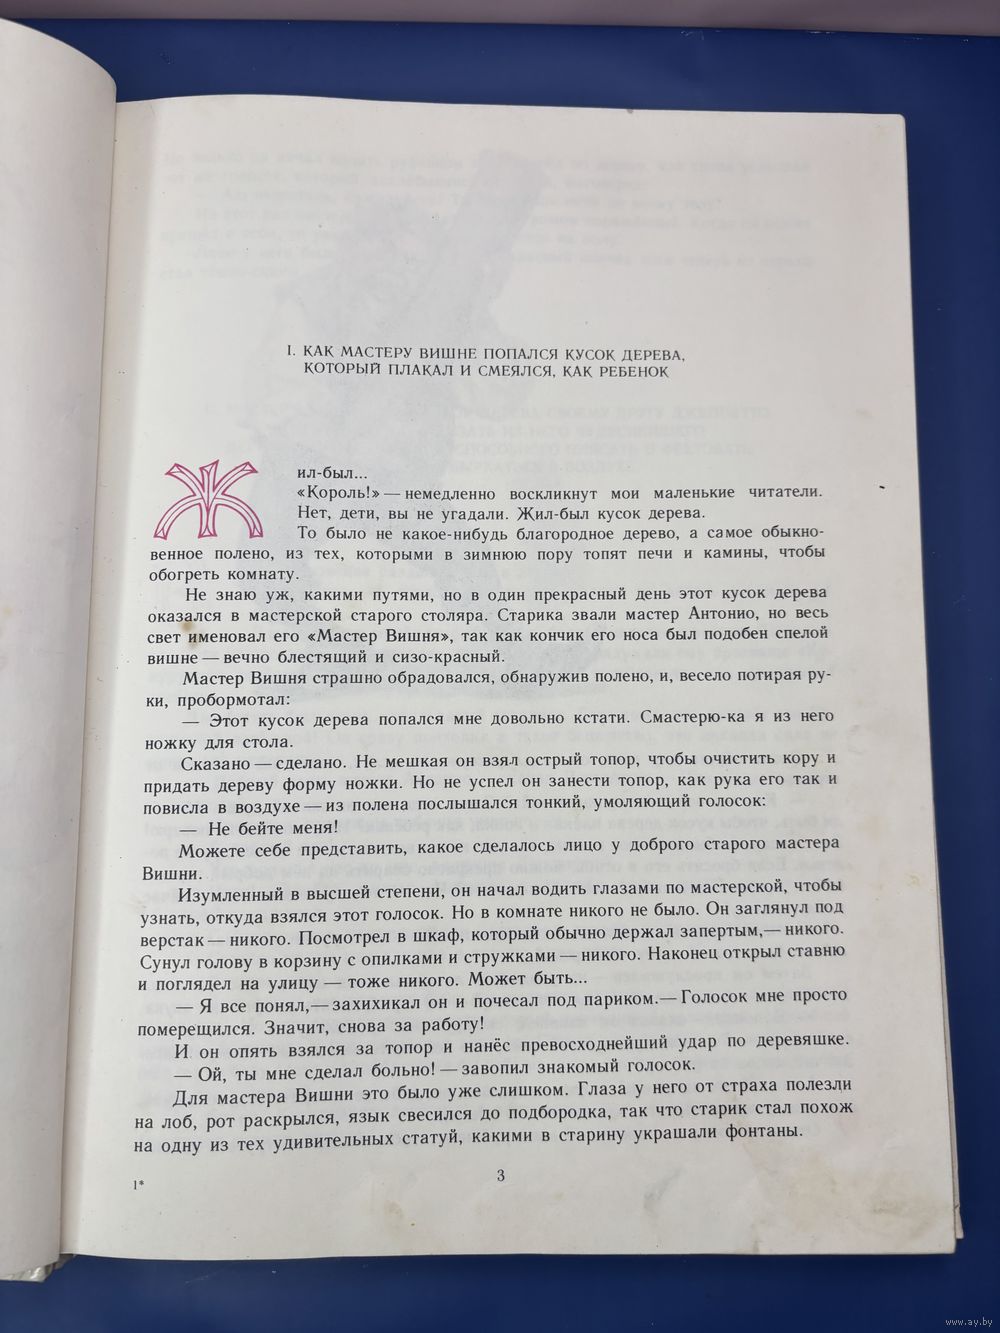 I. КАК МАСТЕРУ ВИШНЕ ПОПАЛСЯ КУСОК ДЕРЕВА,
КОТОРЫЙ ПЛАКАЛ И СМЕЯЛСЯ, КАК РЕБЕНОК
Жил-был...
«Король!» — немедленно воскликнут мои маленькие читатели.
Нет, дети, вы не угадали. Жил-был кусок дерева.
То было не какое-нибудь благородное дерево, а самое обыкно-
венное полено, из тех, которыми в зимнюю пору топят печи и камины, чтобы
обогреть комнату.
Не знаю уж, какими путями, но в один прекрасный день этот кусок дерева
оказался в мастерской старого столяра. Старика звали мастер Антонио, но весь
свет именовал его «Мастер Вишня», так как кончик его носа был подобен спелой
вишне — вечно блестящий и сизо-красный.
Мастер Вишня страшно обрадовался, обнаружив полено, и, весело потирая ру-
ки, пробормотал:
— Этот кусок дерева попался мне довольно кстати. Смастерю-ка я из него
ножку для стола.
Сказано — сделано. Не мешкая он взял острый топор, чтобы очистить кору и
придать дереву форму ножки. Но не успел он занести топор, как рука его так и
повисла в воздухе — из полена послышался тонкий, умоляющий голосок:
— Не бейте меня!
Можете себе представить, какое сделалось лицо у доброго старого мастера
Вишни.
Изумленный в высшей степени, он начал водить глазами по мастерской, чтобы
узнать, откуда взялся этот голосок. Но в комнате никого не было. Он заглянул под
верстак — никого. Посмотрел в шкаф, который обычно держал запертым,— никого.
Сунул голову в корзину с опилками и стружками — никого. Наконец открыл ставню
и поглядел на улицу — тоже никого. Может быть...
— Я все понял,— захихикал он и почесал под париком.— Голосок мне просто
померещился. Значит, снова за работу!
И он опять взялся за топор и нанёс превосходнейший удар по деревяшке.
— Ой, ты мне сделал больно! — завопил знакомый голосок.
Для мастера Вишни это было уже слишком. Глаза у него от страха полезли
на лоб, рот раскрылся, язык свесился до подбородка, так что старик стал похож
на одну из тех удивительных статуй, какими в старину украшали фонтаны.
3
1*
www.ay.by